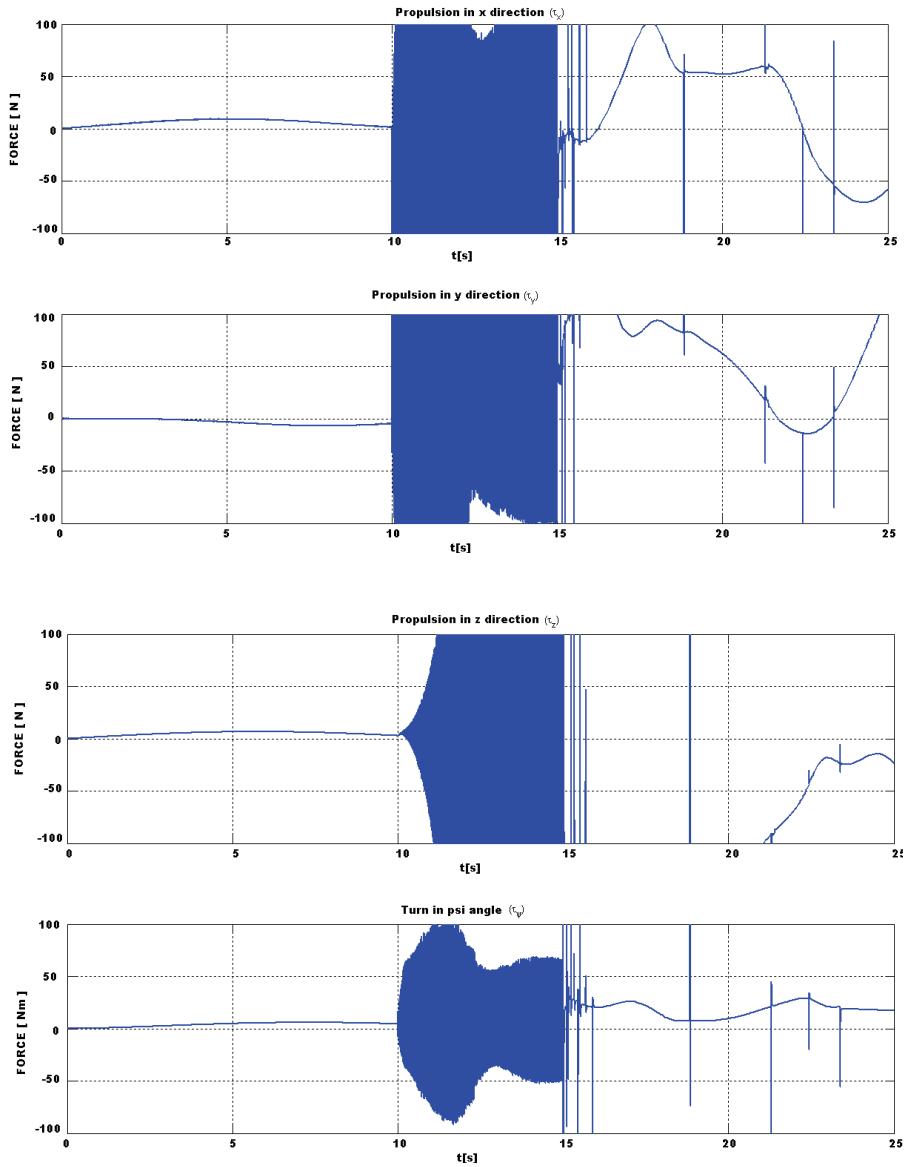 Propulsion in x direction (τx)
100
50
0
-50
-100
FORCE [ N ]
0 5 10 15 20 25
t[s]
Propulsion in y direction (τy)
100
50
0
-50
-100
FORCE [ N ]
0 5 10 15 20 25
t[s]
Propulsion in z direction (τz)
100
50
0
-50
-100
FORCE [ N ]
0 5 10 15 20 25
t[s]
Turn in psi angle (τψ)
100
50
0
-50
-100
FORCE [ Nm ]
0 5 10 15 20 25
t[s]